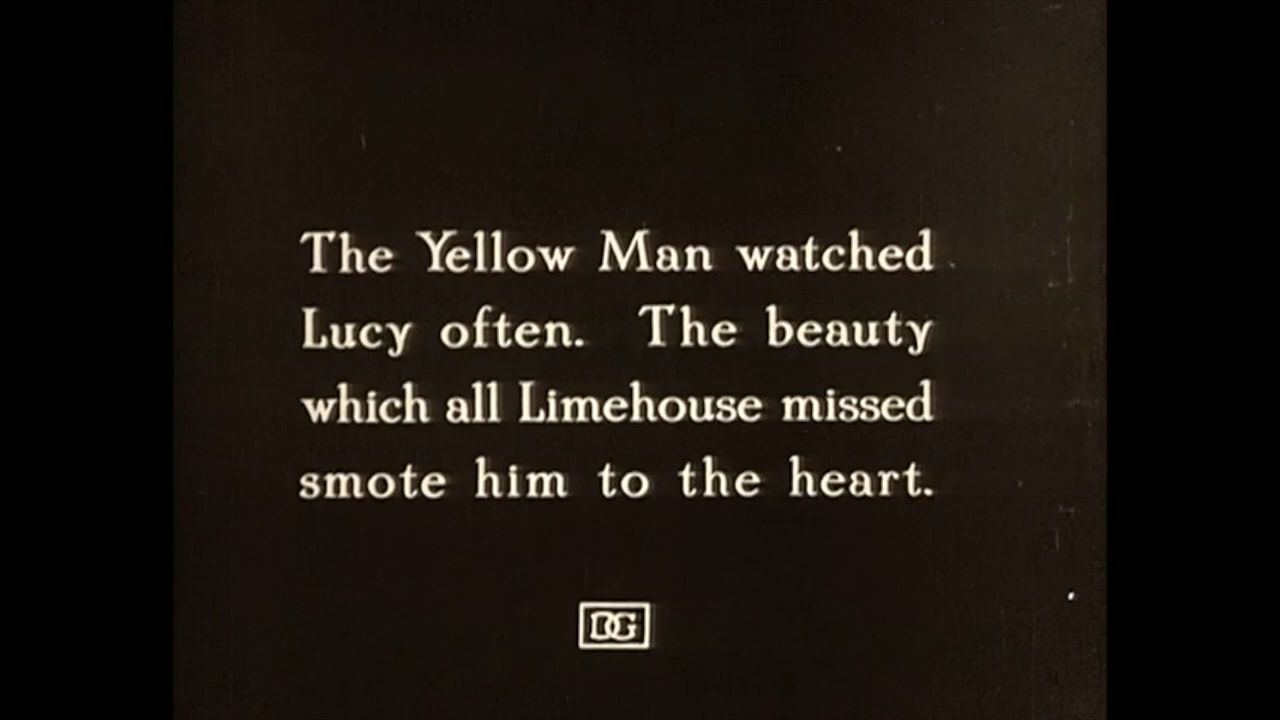 The Yellow Man watched
Lucy often. The beauty
which all Limehouse missed
smote him to the heart.
DG